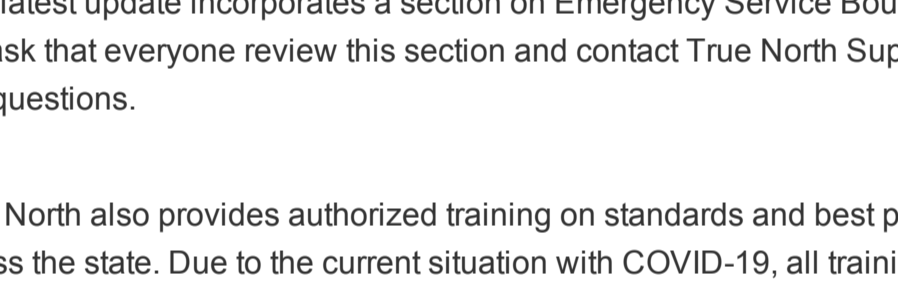 latest update incorporates a section on Emergency Service Bou
ask that everyone review this section and contact True North Sup
questions.
North also provides authorized training on standards and best p
ss the state. Due to the current situation with COVID-19, all traini